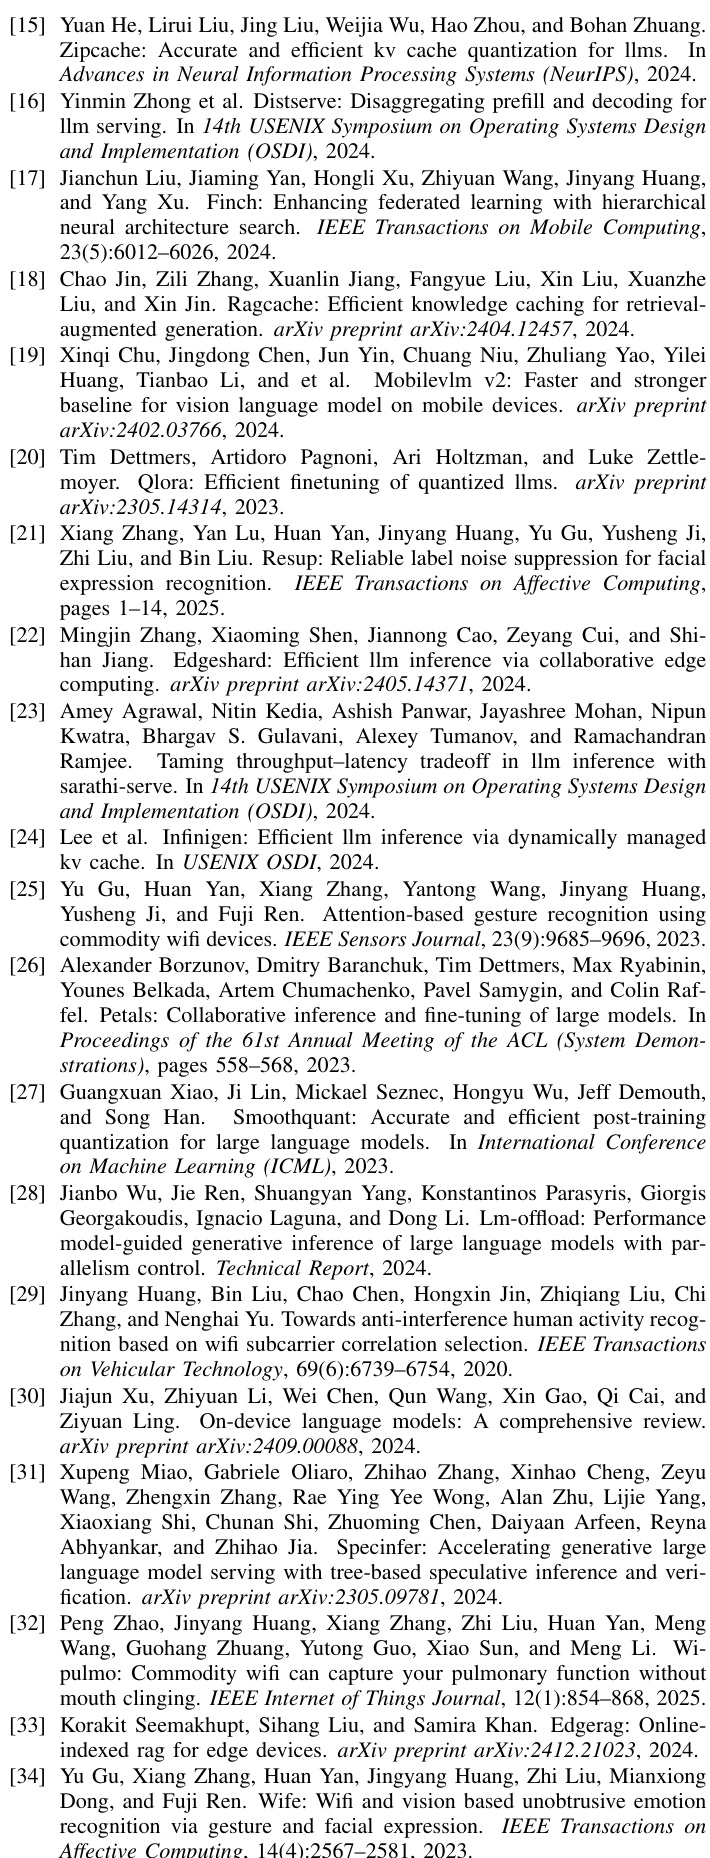 [15] Yuan He, Lirui Liu, Jing Liu, Weijia Wu, Hao Zhou, and Bohan Zhuang.
Zipcache: Accurate and efficient kv cache quantization for llms. In
Advances in Neural Information Processing Systems (NeurIPS), 2024.
[16] Yinmin Zhong et al. Distserve: Disaggregating prefill and decoding for
llm serving. In 14th USENIX Symposium on Operating Systems Design
and Implementation (OSDI), 2024.
[17] Jianchun Liu, Jiaming Yan, Hongli Xu, Zhiyuan Wang, Jinyang Huang,
and Yang Xu. Finch: Enhancing federated learning with hierarchical
neural architecture search. IEEE Transactions on Mobile Computing,
23(5):6012–6026, 2024.
[18] Chao Jin, Zili Zhang, Xuanlin Jiang, Fangyue Liu, Xin Liu, Xuanzhe
Liu, and Xin Jin. Ragcache: Efficient knowledge caching for retrieval-
augmented generation. arXiv preprint arXiv:2404.12457, 2024.
[19] Xinqi Chu, Jingdong Chen, Jun Yin, Chuang Niu, Zhuliang Yao, Yilei
Huang, Tianbao Li, and et al. Mobilevlm v2: Faster and stronger
baseline for vision language model on mobile devices. arXiv preprint
arXiv:2402.03766, 2024.
[20] Tim Dettmers, Artidoro Pagnoni, Ari Holtzman, and Luke Zettle-
moyer. Qlora: Efficient finetuning of quantized llms. arXiv preprint
arXiv:2305.14314, 2023.
[21] Xiang Zhang, Yan Lu, Huan Yan, Jinyang Huang, Yu Gu, Yusheng Ji,
Zhi Liu, and Bin Liu. Resup: Reliable label noise suppression for facial
expression recognition. IEEE Transactions on Affective Computing,
pages 1–14, 2025.
[22] Mingjin Zhang, Xiaoming Shen, Jiannong Cao, Zeyang Cui, and Shi-
han Jiang. Edgeshard: Efficient llm inference via collaborative edge
computing. arXiv preprint arXiv:2405.14371, 2024.
[23] Amey Agrawal, Nitin Kedia, Ashish Panwar, Jayashree Mohan, Nipun
Kwatra, Bhargav S. Gulavani, Alexey Tumanov, and Ramachandran
Ramjee. Taming throughput–latency tradeoff in llm inference with
sarathi-serve. In 14th USENIX Symposium on Operating Systems Design
and Implementation (OSDI), 2024.
[24] Lee et al. Infinigen: Efficient llm inference via dynamically managed
kv cache. In USENIX OSDI, 2024.
[25] Yu Gu, Huan Yan, Xiang Zhang, Yantong Wang, Jinyang Huang,
Yusheng Ji, and Fuji Ren. Attention-based gesture recognition using
commodity wifi devices. IEEE Sensors Journal, 23(9):9685–9696, 2023.
[26] Alexander Borzunov, Dmitry Baranchuk, Tim Dettmers, Max Ryabinin,
Younes Belkada, Artem Chumachenko, Pavel Samygin, and Colin Raf-
fel. Petals: Collaborative inference and fine-tuning of large models. In
Proceedings of the 61st Annual Meeting of the ACL (System Demon-
strations), pages 558–568, 2023.
[27] Guangxuan Xiao, Ji Lin, Mickael Seznec, Hongyu Wu, Jeff Demouth,
and Song Han. Smoothquant: Accurate and efficient post-training
quantization for large language models. In International Conference
on Machine Learning (ICML), 2023.
[28] Jianbo Wu, Jie Ren, Shuangyan Yang, Konstantinos Parasyris, Giorgis
Georgakoudis, Ignacio Laguna, and Dong Li. Lm-offload: Performance
model-guided generative inference of large language models with par-
allelism control. Technical Report, 2024.
[29] Jinyang Huang, Bin Liu, Chao Chen, Hongxin Jin, Zhiqiang Liu, Chi
Zhang, and Nenghai Yu. Towards anti-interference human activity recog-
nition based on wifi subcarrier correlation selection. IEEE Transactions
on Vehicular Technology, 69(6):6739–6754, 2020.
[30] Jiajun Xu, Zhiyuan Li, Wei Chen, Qun Wang, Xin Gao, Qi Cai, and
Ziyuan Ling. On-device language models: A comprehensive review.
arXiv preprint arXiv:2409.00088, 2024.
[31] Xupeng Miao, Gabriele Oliaro, Zhihao Zhang, Xinhao Cheng, Zeyu
Wang, Zhengxin Zhang, Rae Ying Yee Wong, Alan Zhu, Lijie Yang,
Xiaoxiang Shi, Chunan Shi, Zhuoming Chen, Daiyaan Arfeen, Reyna
Abhyankar, and Zhihao Jia. Specinfer: Accelerating generative large
language model serving with tree-based speculative inference and veri-
fication. arXiv preprint arXiv:2305.09781, 2024.
[32] Peng Zhao, Jinyang Huang, Xiang Zhang, Zhi Liu, Huan Yan, Meng
Wang, Guohang Zhuang, Yutong Guo, Xiao Sun, and Meng Li. Wi-
pulmo: Commodity wifi can capture your pulmonary function without
mouth clinging. IEEE Internet of Things Journal, 12(1):854–868, 2025.
[33] Korakit Seemakhupt, Sihang Liu, and Samira Khan. Edgerag: Online-
indexed rag for edge devices. arXiv preprint arXiv:2412.21023, 2024.
[34] Yu Gu, Xiang Zhang, Huan Yan, Jingyang Huang, Zhi Liu, Mianxiong
Dong, and Fuji Ren. Wife: Wifi and vision based unobtrusive emotion
recognition via gesture and facial expression. IEEE Transactions on
Affective Computing, 14(4):2567–2581, 2023.